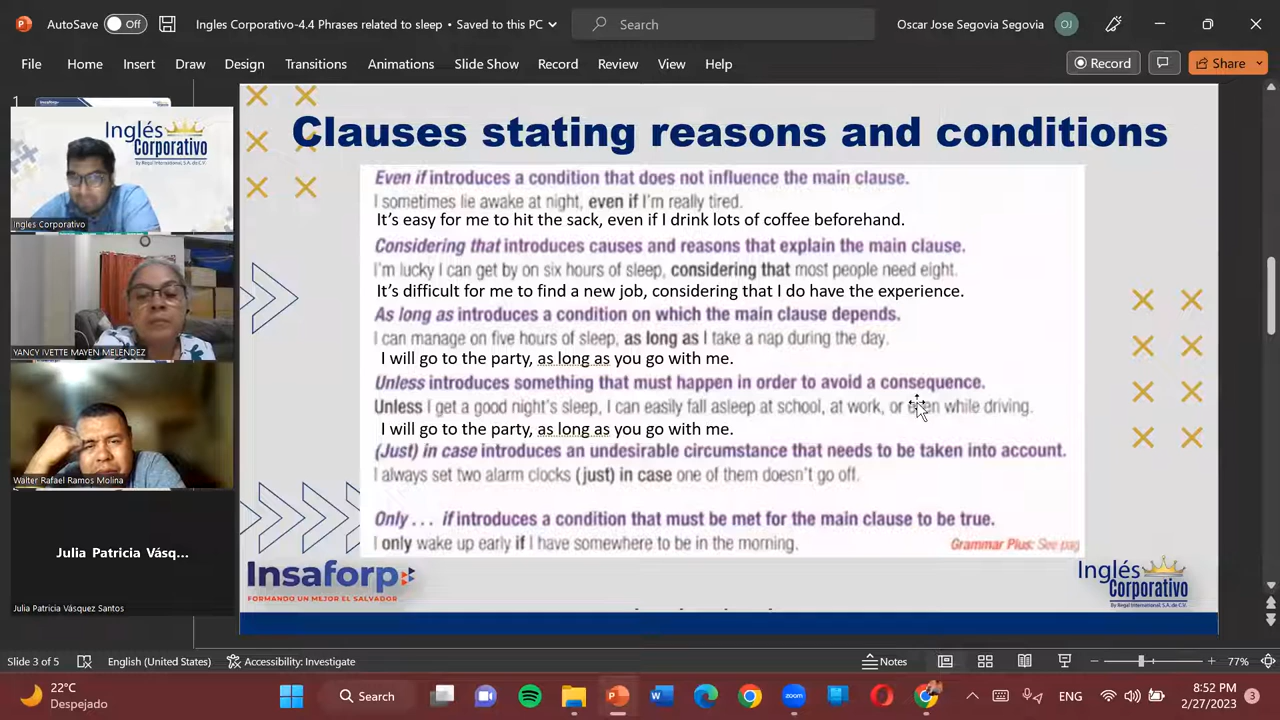 AutoSave Off Ingles Corporativo-4.4 Phrases related to sleep • Saved to this PC Search Oscar Jose Segovia Segovia OJ
File Home Insert Draw Design Transitions Animations Slide Show Record Review View Help Record Share
1
Inglés
Corporativo
By Regal International, S.A. de C.V.
Ingles Corporativo
YANCY IVETTE MAYEN MELENDEZ
Walter Rafael Ramos Molina
Julia Patricia Vásq...
Julia Patricia Vásquez Santos
Clauses stating reasons and conditions
Even if introduces a condition that does not influence the main clause.
I sometimes lie awake at night, even if I'm really tired.
It's easy for me to hit the sack, even if I drink lots of coffee beforehand.
Considering that introduces causes and reasons that explain the main clause.
I'm lucky I can get by on six hours of sleep, considering that most people need eight.
It's difficult for me to find a new job, considering that I do have the experience.
As long as introduces a condition on which the main clause depends.
I can manage on five hours of sleep, as long as I take a nap during the day.
I will go to the party, as long as you go with me.
Unless introduces something that must happen in order to avoid a consequence.
Unless I get a good night's sleep, I can easily fall asleep at school, at work, or even while driving.
I will go to the party, as long as you go with me.
(Just) in case introduces an undesirable circumstance that needs to be taken into account.
I always set two alarm clocks (just) in case one of them doesn't go off.
Only . . . if introduces a condition that must be met for the main clause to be true.
I only wake up early if I have somewhere to be in the morning.
Grammar Plus: See pag
Insaforp
FORMANDO UN MEJOR EL SALVADOR
Inglés
Corporativo
By Regal International, S.A. de C.V.
Slide 3 of 5 English (United States) Accessibility: Investigate Notes 77%
22°C
Despejado
Search
ENG
8:52 PM
2/27/2023
3